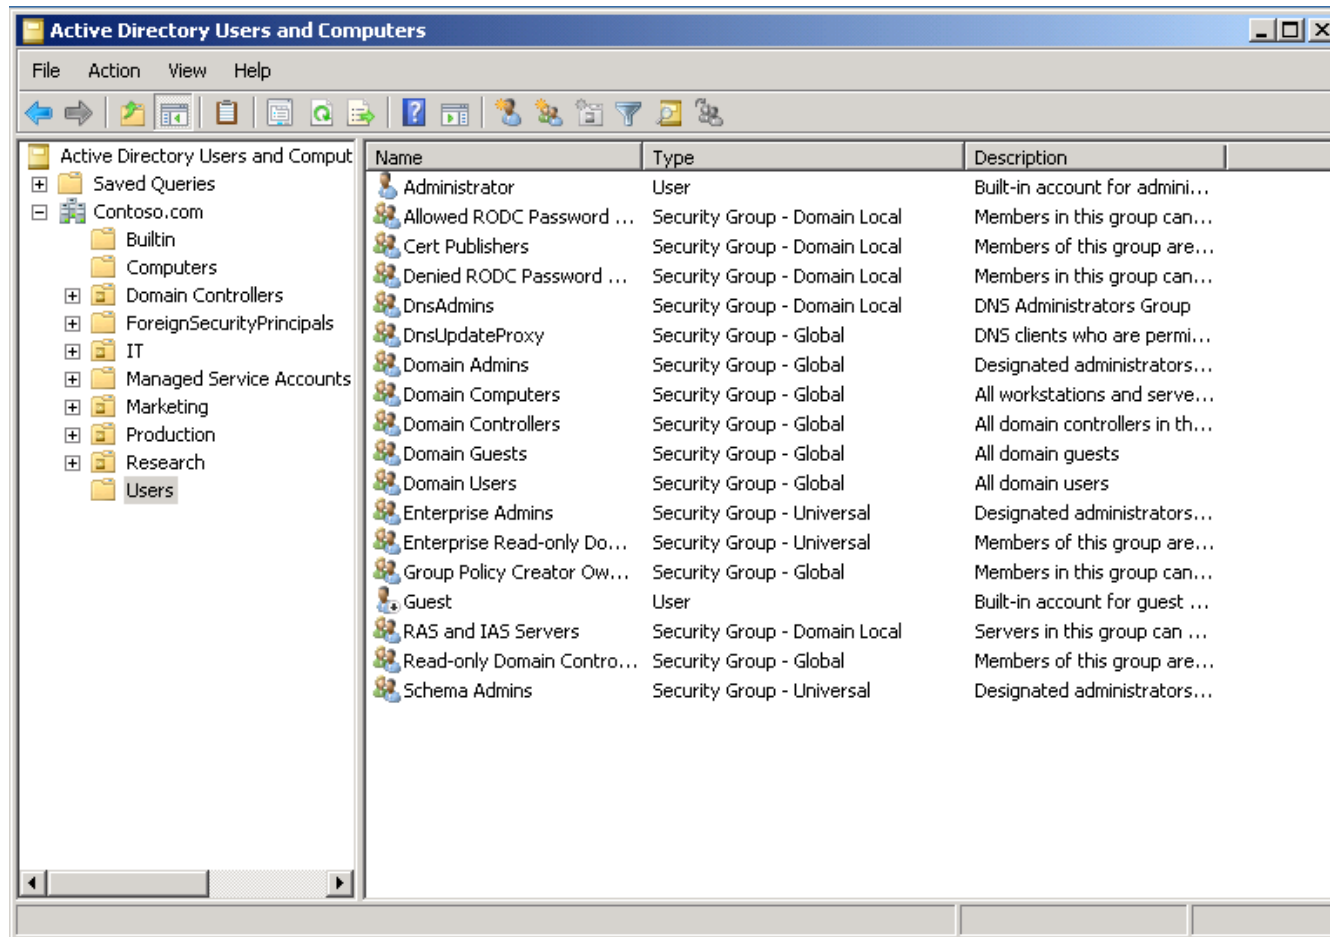 Active Directory Users and Computers
File Action View Help
Active Directory Users and Comput
Saved Queries
Contoso.com
Builtin
Computers
Domain Controllers
ForeignSecurityPrincipals
IT
Managed Service Accounts
Marketing
Production
Research
Users
Name Type Description
Administrator User Built-in account for admini...
Allowed RODC Password ... Security Group - Domain Local Members in this group can...
Cert Publishers Security Group - Domain Local Members of this group are...
Denied RODC Password ... Security Group - Domain Local Members in this group can...
DnsAdmins Security Group - Domain Local DNS Administrators Group
DnsUpdateProxy Security Group - Global DNS clients who are permi...
Domain Admins Security Group - Global Designated administrators...
Domain Computers Security Group - Global All workstations and serve...
Domain Controllers Security Group - Global All domain controllers in th...
Domain Guests Security Group - Global All domain guests
Domain Users Security Group - Global All domain users
Enterprise Admins Security Group - Universal Designated administrators...
Enterprise Read-only Do... Security Group - Universal Members of this group are...
Group Policy Creator Ow... Security Group - Global Members in this group can...
Guest User Built-in account for guest ...
RAS and IAS Servers Security Group - Domain Local Servers in this group can ...
Read-only Domain Contro... Security Group - Global Members of this group are...
Schema Admins Security Group - Universal Designated administrators...